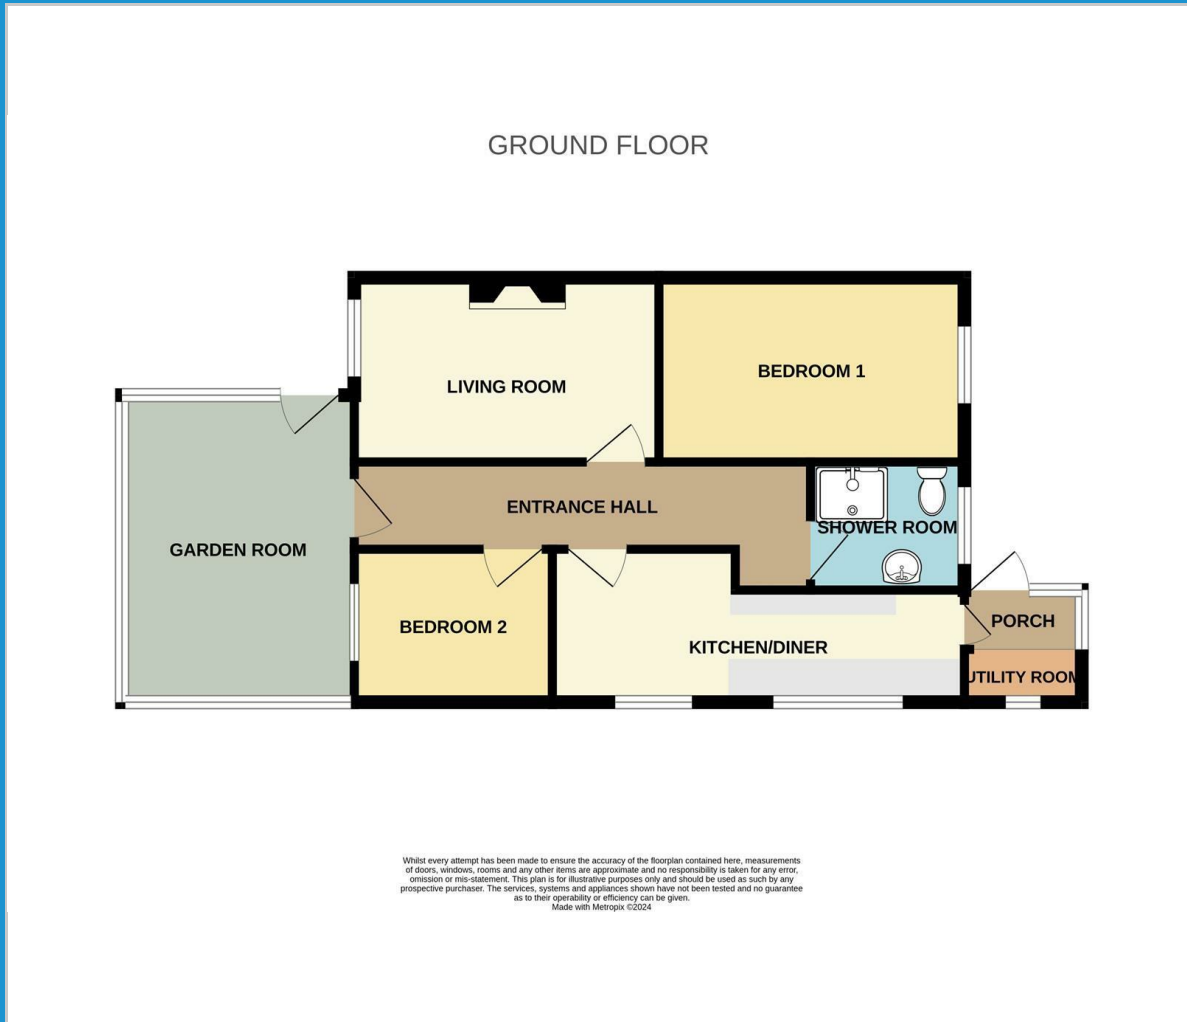 GROUND FLOOR
LIVING ROOM
BEDROOM 1
ENTRANCE HALL
SHOWER ROOM
GARDEN ROOM
BEDROOM 2
KITCHEN/DINER
PORCH
UTILITY ROOM
Whilst every attempt has been made to ensure the accuracy of the floorplan contained here, measurements
of doors, windows, rooms and any other items are approximate and no responsibility is taken for any error,
omission or mis-statement. This plan is for illustrative purposes only and should be used as such by any
prospective purchaser. The services, systems and appliances shown have not been tested and no guarantee
as to their operability or efficiency can be given.
Made with Metropix ©2024